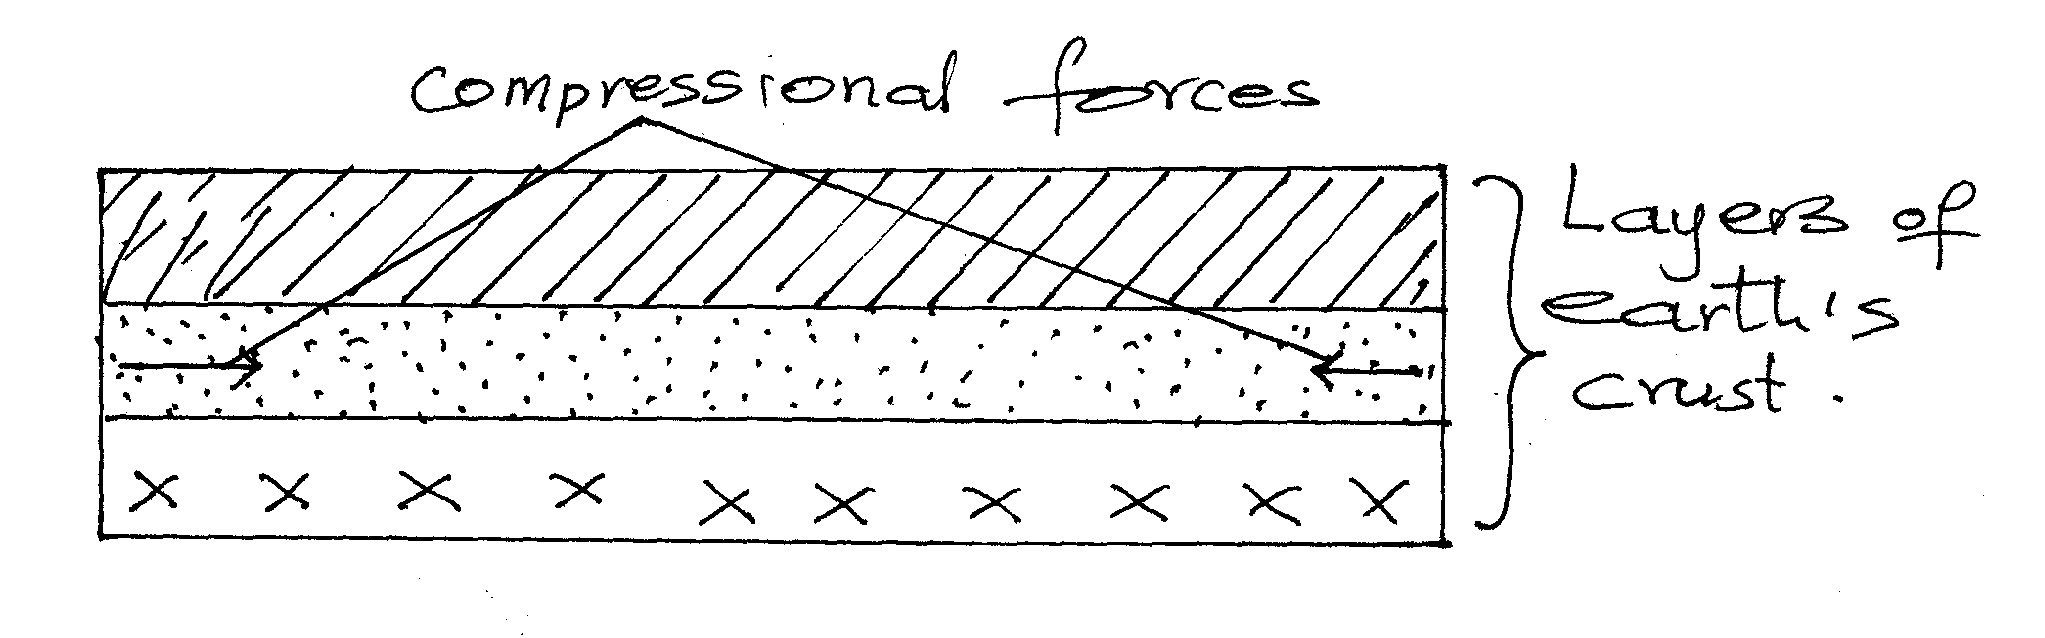 compressional forces
Layers of
earth's
crust.